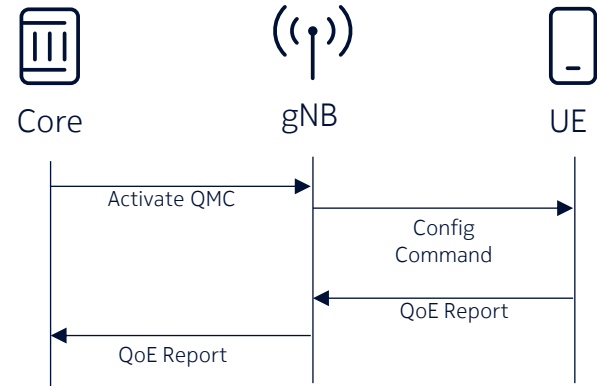 Core
gNB
UE
Activate QMC
Config
Command
QoE Report
QoE Report